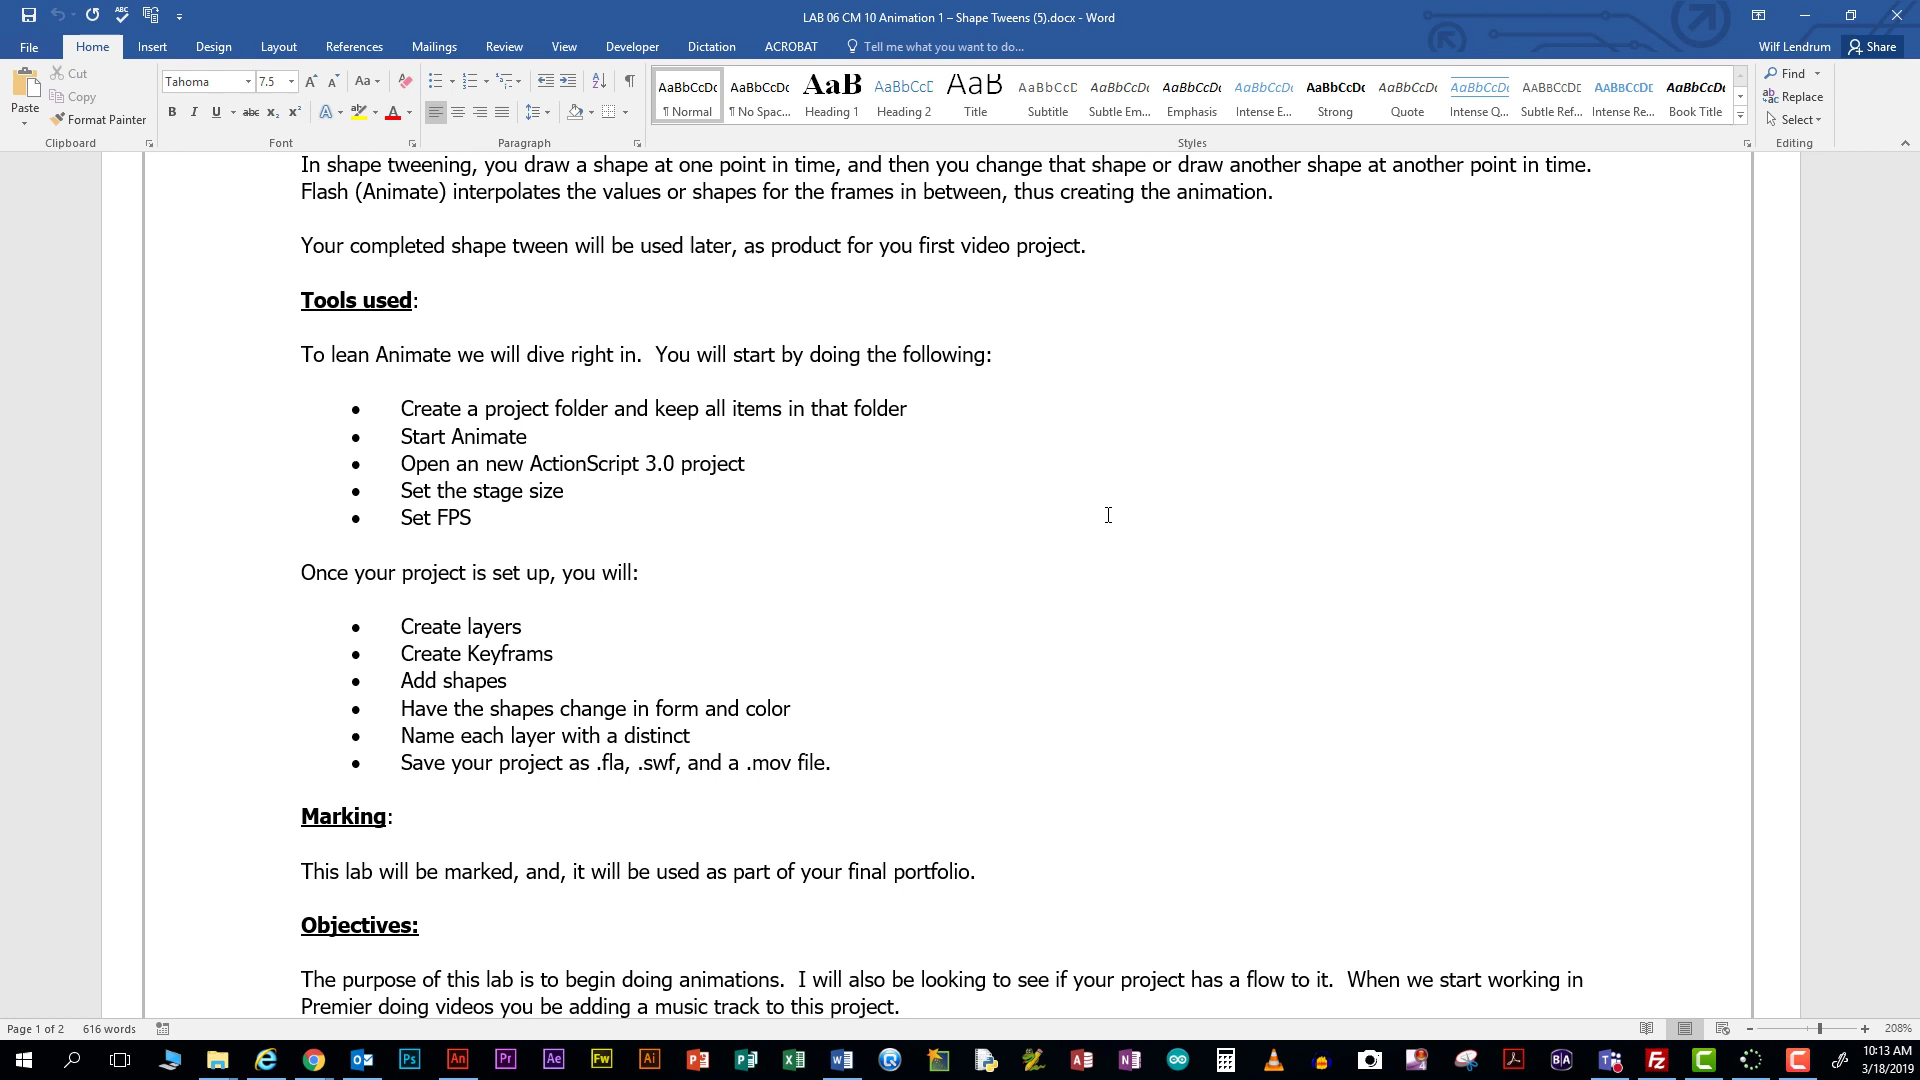 LAB 06 CM 10 Animation 1 – Shape Tweens (5).docx - Word
File Home Insert Design Layout References Mailings Review View Developer Dictation ACROBAT Tell me what you want to do... Wilf Lendrum Share
Paste
Cut
Copy
Format Painter
Tahoma 7.5
AaBbCcDc AaBbCcDc AaB AaBbCcC AaB AaBbCcD AaBbCcDc AaBbCcDc AaBbCcDc AaBbCcDc AaBbCcDc AaBbCcDc AABBCCDE AABBCCDE AaBbCcDc
¶ Normal ¶ No Spac... Heading 1 Heading 2 Title Subtitle Subtle Em... Emphasis Intense E... Strong Quote Intense Q... Subtle Ref... Intense Re... Book Title
Find
Replace
Select
Clipboard Font Paragraph Styles Editing
In shape tweening, you draw a shape at one point in time, and then you change that shape or draw another shape at another point in time.
Flash (Animate) interpolates the values or shapes for the frames in between, thus creating the animation.
Your completed shape tween will be used later, as product for you first video project.
Tools used:
To lean Animate we will dive right in.  You will start by doing the following:
• Create a project folder and keep all items in that folder
• Start Animate
• Open an new ActionScript 3.0 project
• Set the stage size
• Set FPS
Once your project is set up, you will:
• Create layers
• Create Keyframs
• Add shapes
• Have the shapes change in form and color
• Name each layer with a distinct
• Save your project as .fla, .swf, and a .mov file.
Marking:
This lab will be marked, and, it will be used as part of your final portfolio.
Objectives:
The purpose of this lab is to begin doing animations.  I will also be looking to see if your project has a flow to it.  When we start working in
Premier doing videos you be adding a music track to this project.
Page 1 of 2 616 words 208%
10:13 AM
3/18/2019